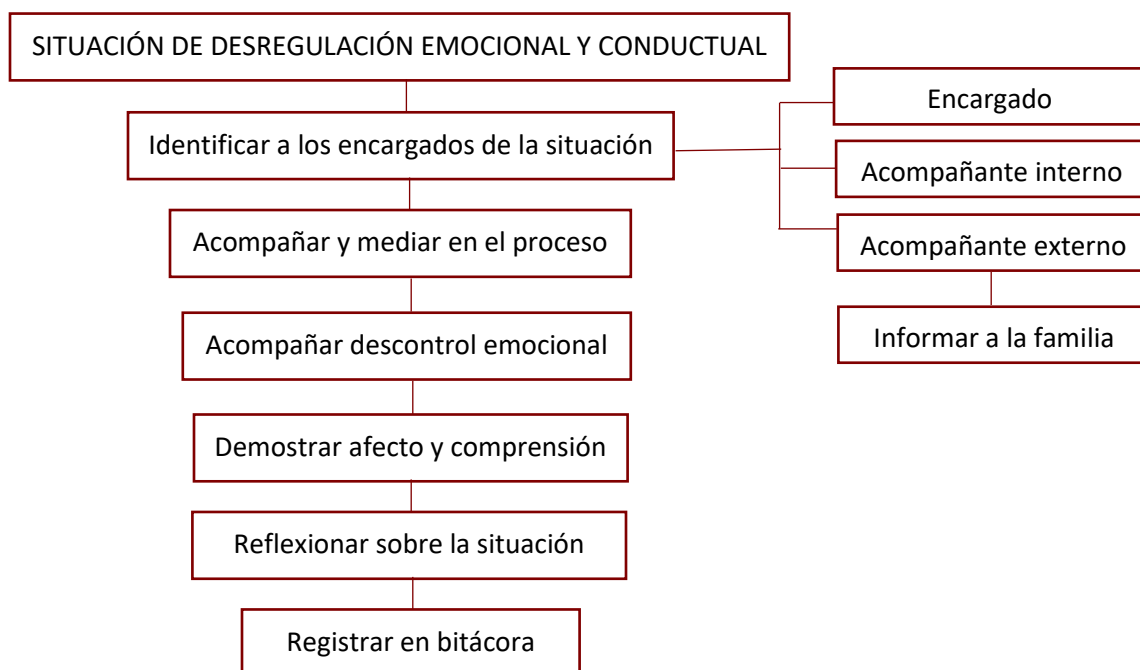 SITUACIÓN DE DESREGULACIÓN EMOCIONAL Y CONDUCTUAL
Identificar a los encargados de la situación
Encargado
Acompañante interno
Acompañante externo
Informar a la familia
Acompañar y mediar en el proceso
Acompañar descontrol emocional
Demostrar afecto y comprensión
Reflexionar sobre la situación
Registrar en bitácora